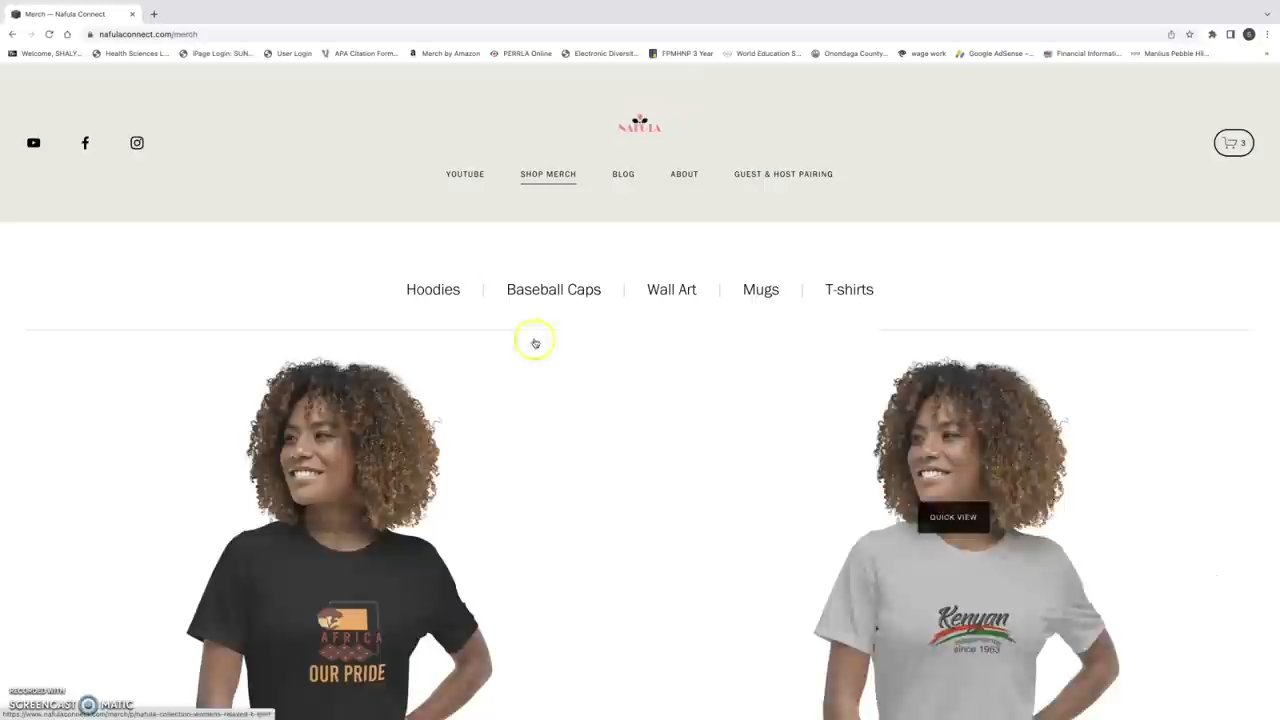 Merch — Nafula Connect
nafulaconnect.com/merch
Welcome, SHALY...
Health Sciences L...
iPage Login: SUN...
User Login
APA Citation Form...
Merch by Amazon
PERRLA Online
Electronic Diversit...
FPMHNP 3 Year
World Education S...
Onondaga County...
wage work
Google AdSense –...
Financial Informati...
Manlius Pebble Hil...
NAFULA
3
YOUTUBE
SHOP MERCH
BLOG
ABOUT
GUEST & HOST PAIRING
Hoodies | Baseball Caps | Wall Art | Mugs | T-shirts
QUICK VIEW
AFRICA
OUR PRIDE
Kenyan
since 1963
RECORDED WITH
SCREENCAST MATIC